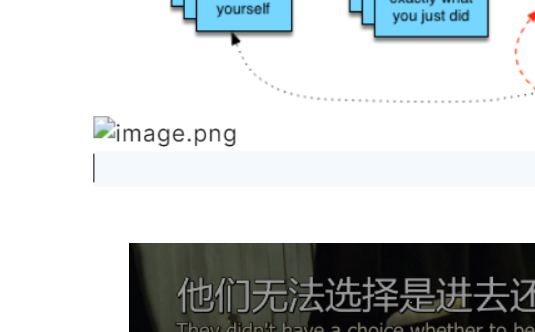 yourself
exactly what
you just did
image.png
他们无法选择是进去还
They didn't have a choice whether to be